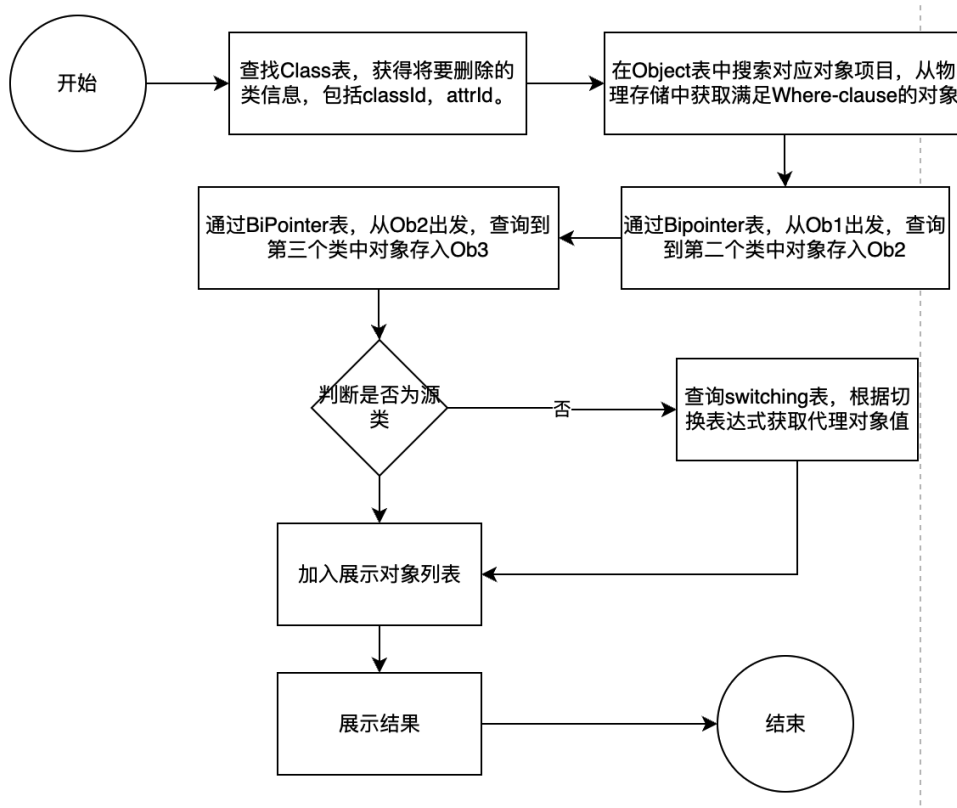 开始
查找Class表，获得将要删除的
类信息，包括classId，attrId。
在Object表中搜索对应对象项目，从物
理存储中获取满足Where-clause的对象
通过Bipointer表，从Ob1出发，查询
到第二个类中对象存入Ob2
通过BiPointer表，从Ob2出发，查询到
第三个类中对象存入Ob3
判断是否为源
类
否
查询switching表，根据切
换表达式获取代理对象值
加入展示对象列表
展示结果
结束